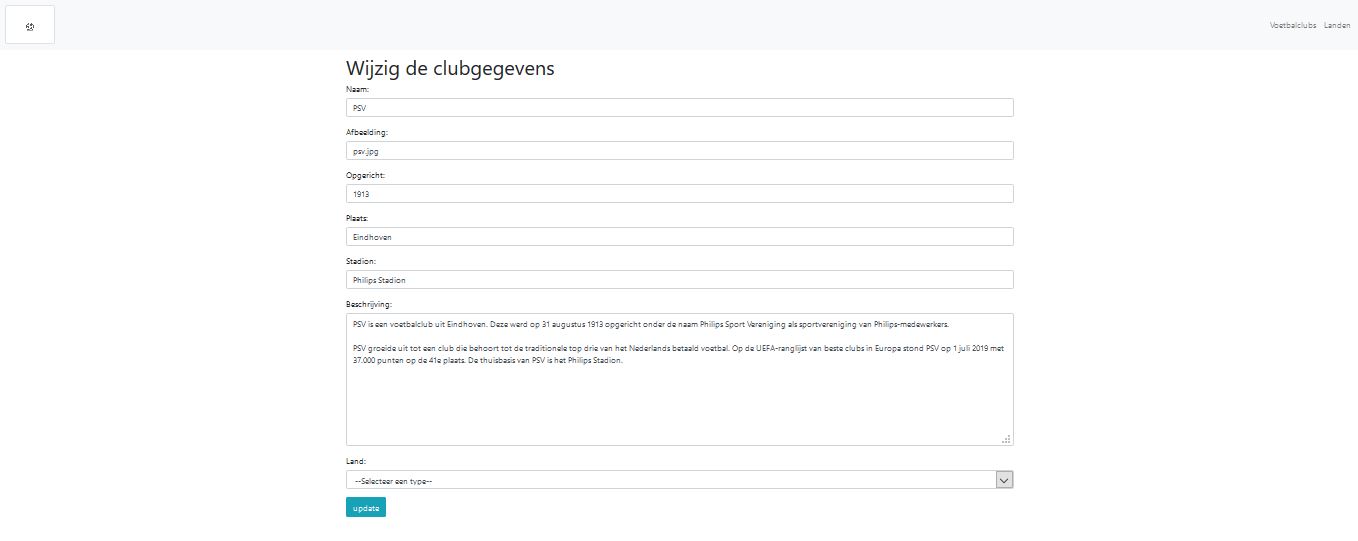 Voetbalclubs Landen
Wijzig de clubgegevens
Naam:
PSV
Afbeelding:
psv.jpg
Opgericht:
1913
Plaats:
Eindhoven
Stadion:
Philips Stadion
Beschrijving:
PSV is een voetbalclub uit Eindhoven. Deze werd op 31 augustus 1913 opgericht onder de naam Philips Sport Vereniging als sportvereniging van Philips-medewerkers.
PSV groeide uit tot een club die behoort tot de traditionele top drie van het Nederlands betaald voetbal. Op de UEFA-ranglijst van beste clubs in Europa stond PSV op 1 juli 2019 met
37.000 punten op de 41e plaats. De thuisbasis van PSV is het Philips Stadion.
Land:
--Selecteer een type--
update